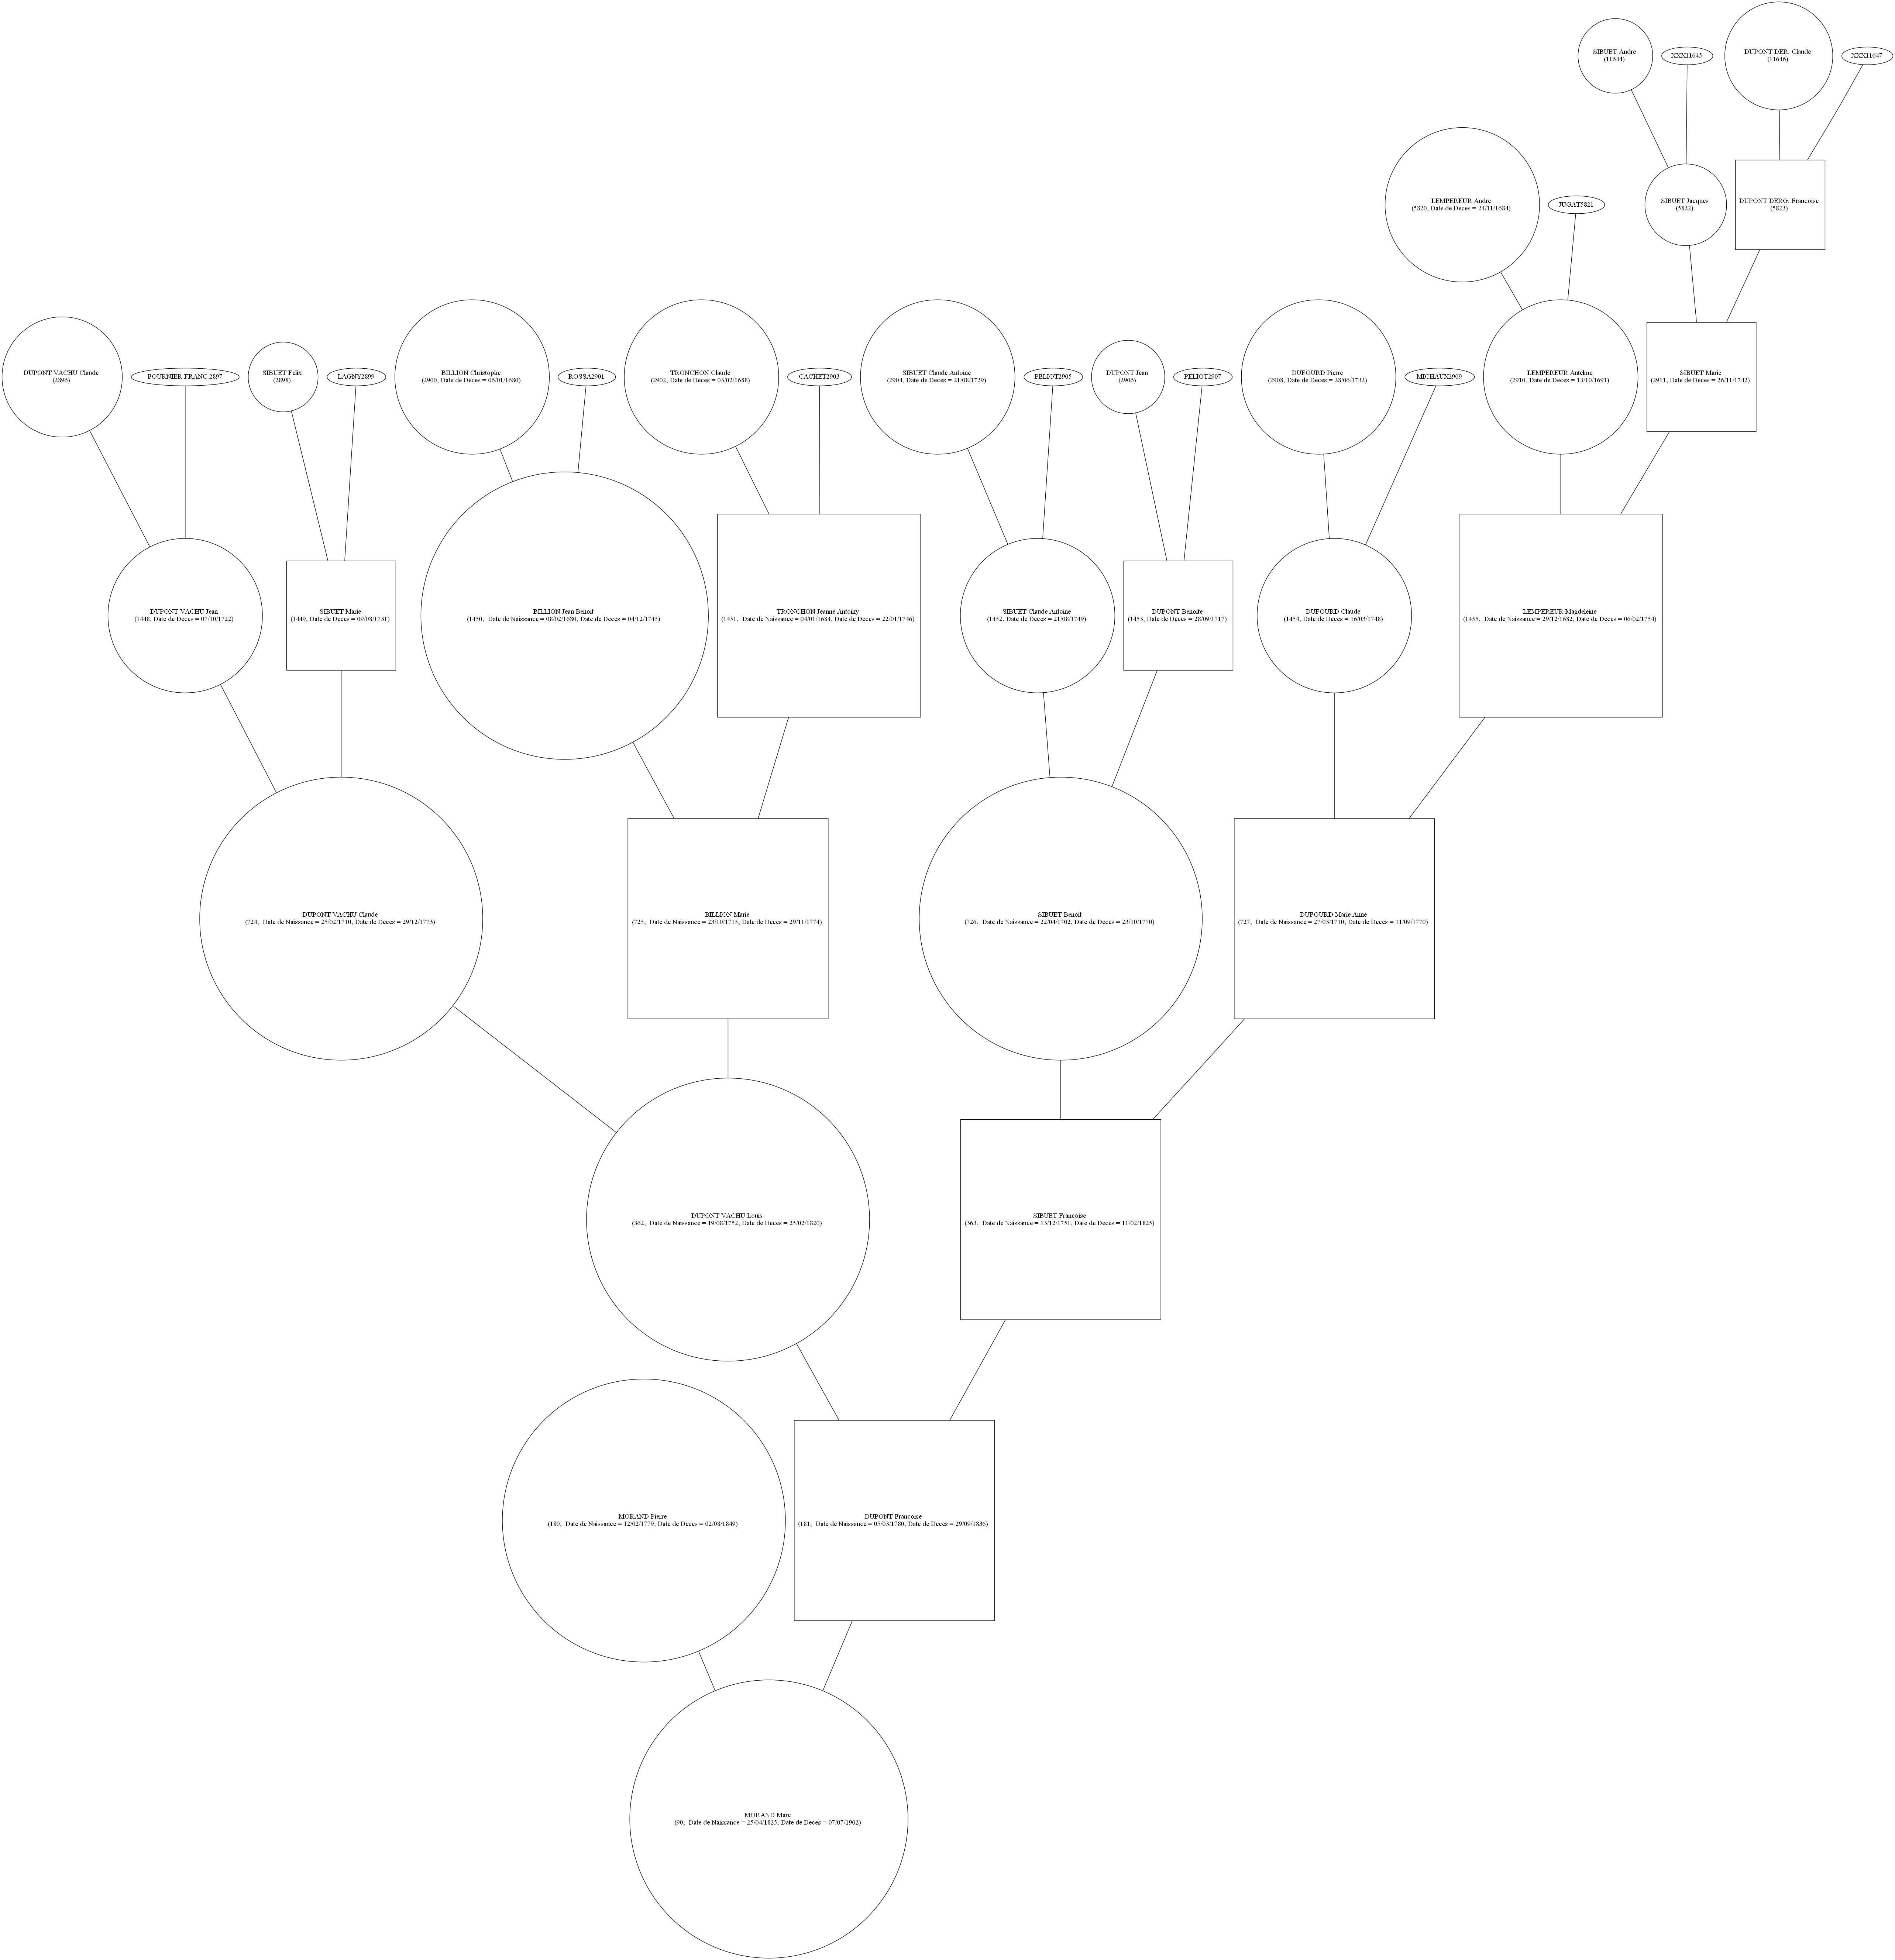 SIBUET Andre
(11644)
XXX11645
DUPONT DER. Claude
(11646)
XXX11647
LEMPEREUR Andre
(5820, Date de Deces = 24/11/1684)
JUGAT5821
SIBUET Jacques
(5822)
DUPONT DERG. Francoise
(5823)
DUPONT VACHU Claude
(2896)
FOURNIER FRANC.2897
SIBUET Felix
(2898)
LAGNY2899
BILLION Christophe
(2900, Date de Deces = 06/01/1680)
ROSSA2901
TRONCHON Claude
(2902, Date de Deces = 03/02/1688)
CACHET2903
SIBUET Claude Antoine
(2904, Date de Deces = 21/08/1729)
PELIOT2905
DUPONT Jean
(2906)
PELIOT2907
DUFOURD Pierre
(2908, Date de Deces = 28/06/1732)
MICHAUX2909
LEMPEREUR Antelme
(2910, Date de Deces = 13/10/1691)
SIBUET Marie
(2911, Date de Deces = 26/11/1742)
DUPONT VACHU Jean
(1448, Date de Deces = 07/10/1722)
SIBUET Marie
(1449, Date de Deces = 09/08/1731)
BILLION Jean Benoit
(1450,  Date de Naissance = 08/02/1680, Date de Deces = 04/12/1745)
TRONCHON Jeanne Antoiny
(1451,  Date de Naissance = 04/01/1684, Date de Deces = 22/01/1746)
SIBUET Claude Antoine
(1452, Date de Deces = 21/08/1749)
DUPONT Benoite
(1453, Date de Deces = 28/09/1717)
DUFOURD Claude
(1454, Date de Deces = 16/03/1748)
LEMPEREUR Magdeleine
(1455,  Date de Naissance = 29/12/1682, Date de Deces = 06/02/1754)
DUPONT VACHU Claude
(724,  Date de Naissance = 25/02/1710, Date de Deces = 29/12/1773)
BILLION Marie
(725,  Date de Naissance = 23/10/1715, Date de Deces = 29/11/1774)
SIBUET Benoit
(726,  Date de Naissance = 22/04/1702, Date de Deces = 23/10/1770)
DUFOURD Marie Anne
(727,  Date de Naissance = 27/03/1710, Date de Deces = 11/09/1770)
DUPONT VACHU Louis
(362,  Date de Naissance = 19/08/1752, Date de Deces = 25/02/1820)
SIBUET Francoise
(363,  Date de Naissance = 13/12/1751, Date de Deces = 11/02/1825)
MORAND Pierre
(180,  Date de Naissance = 12/02/1779, Date de Deces = 02/08/1849)
DUPONT Francoise
(181,  Date de Naissance = 05/03/1780, Date de Deces = 29/09/1836)
MORAND Marc
(90,  Date de Naissance = 25/04/1825, Date de Deces = 07/07/1902)